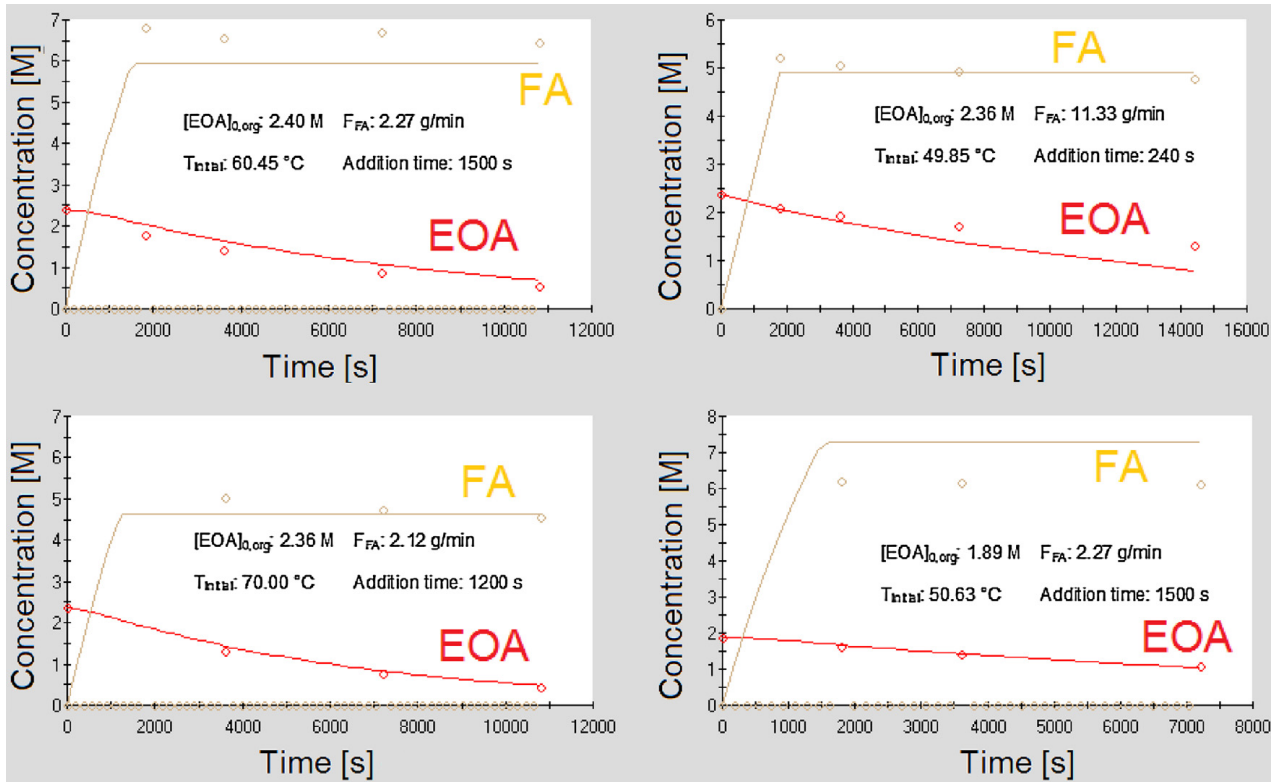 7
6
5
4
3
2
1
0
Concentration [M]
FA
[EOA]0,org: 2.40 M FFA: 2.27 g/min
TInitial: 60.45 °C Addition time: 1500 s
EOA
0 2000 4000 6000 8000 10000 12000
Time [s]
6
5
4
3
2
1
0
Concentration [M]
FA
[EOA]0,org: 2.36 M FFA: 11.33 g/min
TInitial: 49.85 °C Addition time: 240 s
EOA
0 2000 4000 6000 8000 10000 12000 14000 16000
Time [s]
7
6
5
4
3
2
1
0
Concentration [M]
FA
[EOA]0,org: 2.36 M FFA: 2.12 g/min
TInitial: 70.00 °C Addition time: 1200 s
EOA
0 2000 4000 6000 8000 10000 12000
Time [s]
8
7
6
5
4
3
2
1
0
Concentration [M]
FA
[EOA]0,org: 1.89 M FFA: 2.27 g/min
TInitial: 50.63 °C Addition time: 1500 s
EOA
0 1000 2000 3000 4000 5000 6000 7000 8000
Time [s]